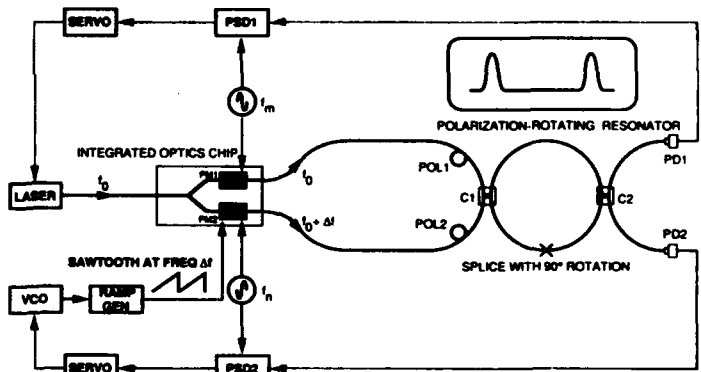 SERVO
PSD1
f_m
POLARIZATION-ROTATING RESONATOR
INTEGRATED OPTICS CHIP
PM1
f_0
POL1
PD1
LASER
f_0
C1
C2
PM2
f_0 + Δf
POL2
PD2
SAWTOOTH AT FREQ Δf
SPLICE WITH 90° ROTATION
VCO
RAMP
GEN
f_n
SERVO
PSD2